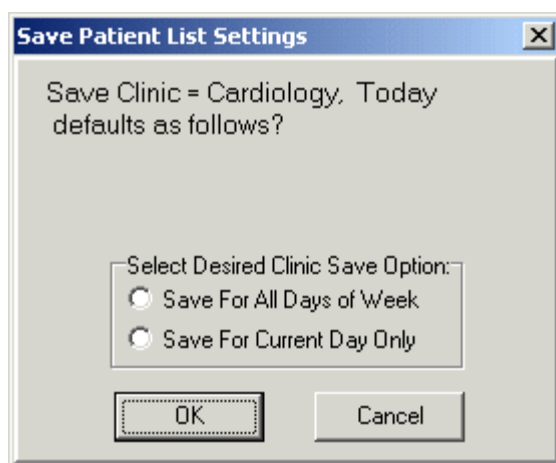 Save Patient List Settings
Save Clinic = Cardiology, Today
defaults as follows?
Select Desired Clinic Save Option:
Save For All Days of Week
Save For Current Day Only
OK
Cancel